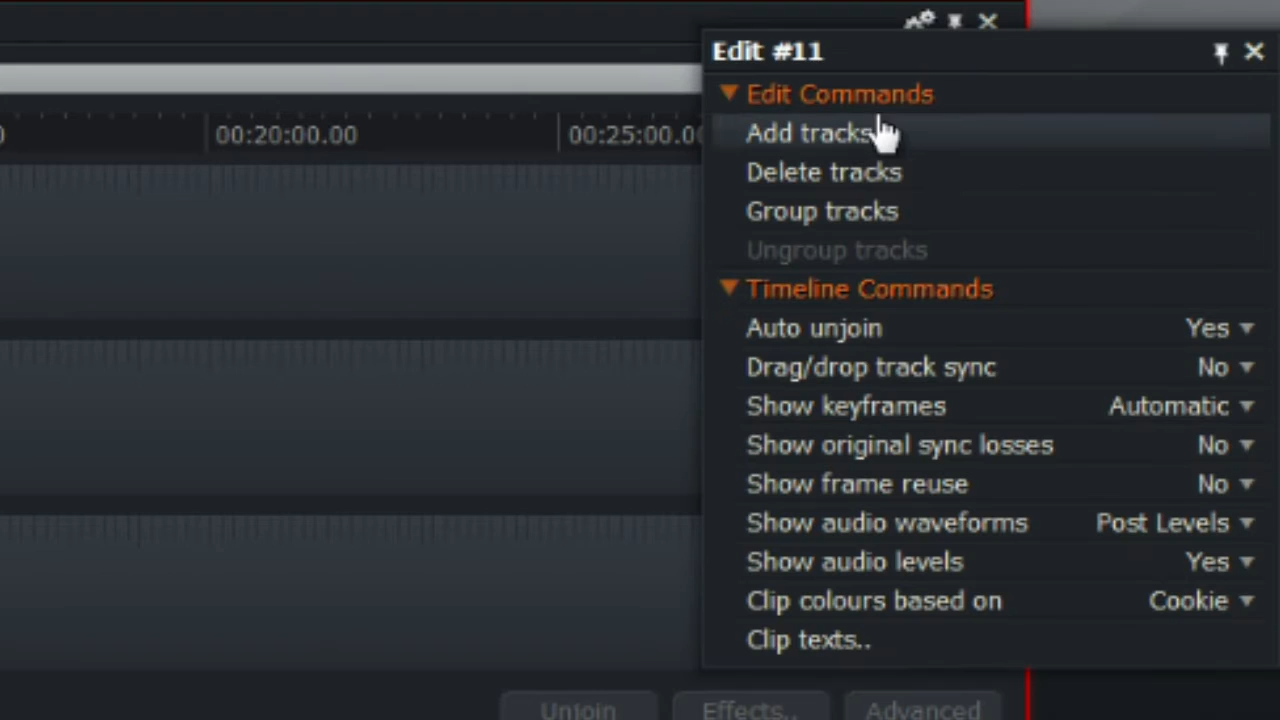 Edit #11
Edit Commands
00:20:00.00
00:25:00.0
Add tracks
Delete tracks
Group tracks
Ungroup tracks
Timeline Commands
Auto unjoin Yes
Drag/drop track sync No
Show keyframes Automatic
Show original sync losses No
Show frame reuse No
Show audio waveforms Post Levels
Show audio levels Yes
Clip colours based on Cookie
Clip texts..
Unjoin Effects.. Advanced